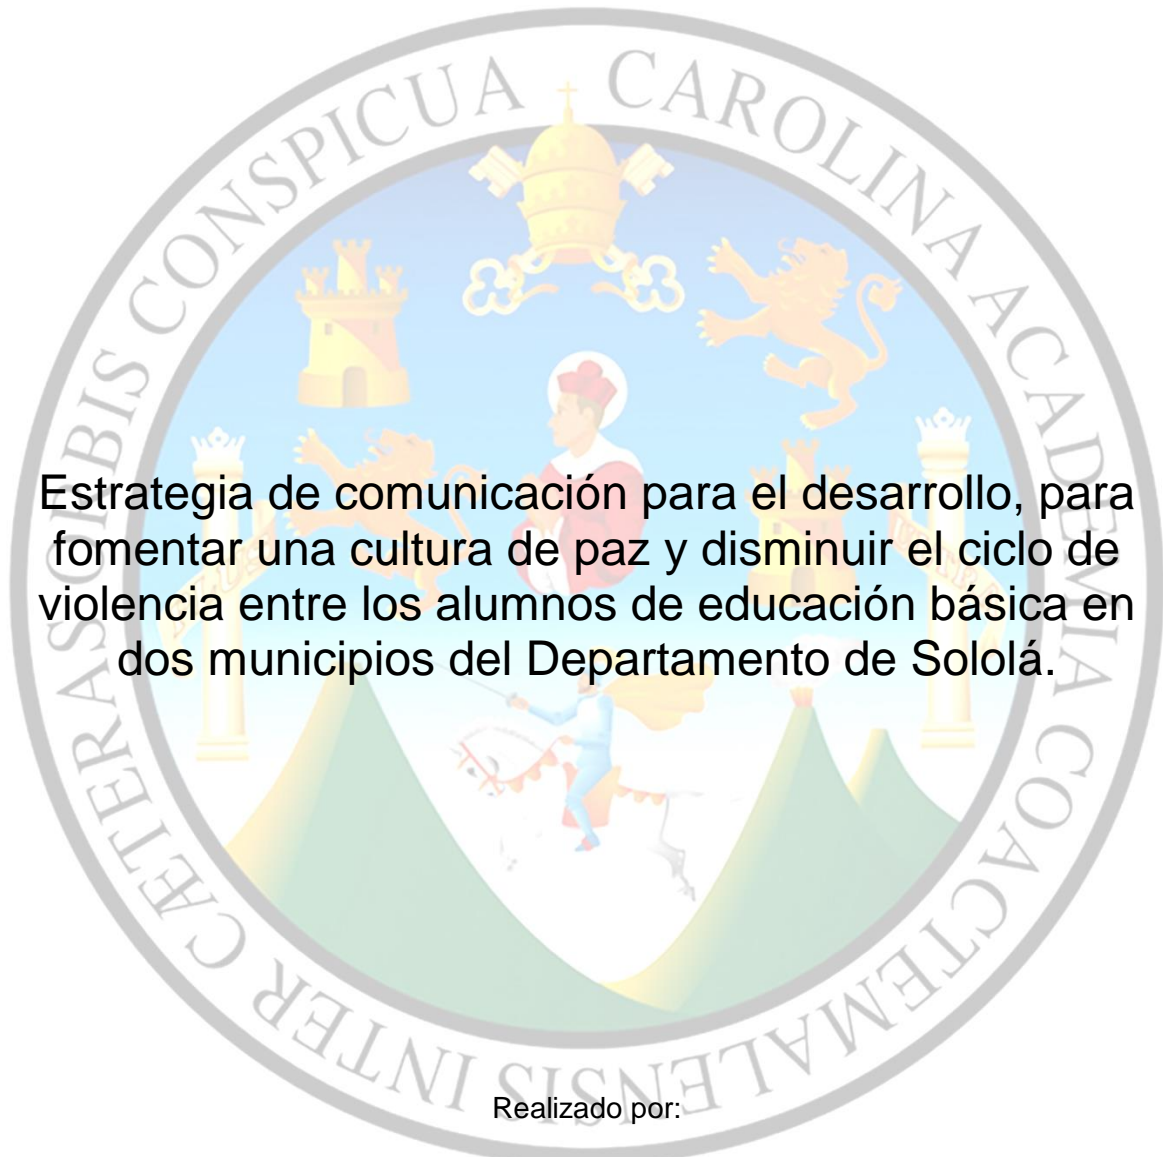 CAROLINA ACADEMIA COACTEMALENSIS INTER CÆTERAS ORBIS CONSPICUA
Estrategia de comunicación para el desarrollo, para
fomentar una cultura de paz y disminuir el ciclo de
violencia entre los alumnos de educación básica en
dos municipios del Departamento de Sololá.
Realizado por: